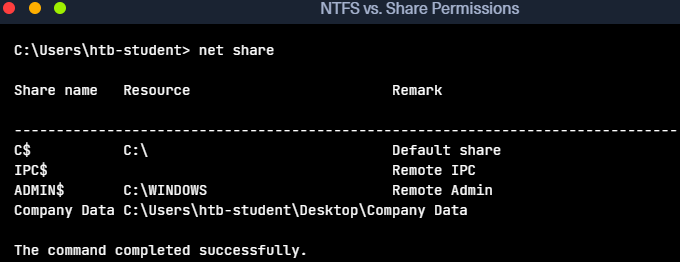 NTFS vs. Share Permissions
C:\Users\htb-student> net share
Share name   Resource                        Remark
-------------------------------------------------------------------------------
C$           C:\                             Default share
IPC$                                         Remote IPC
ADMIN$       C:\WINDOWS                      Remote Admin
Company Data C:\Users\htb-student\Desktop\Company Data
The command completed successfully.